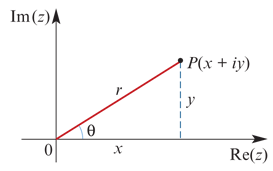 Im(z)
P(x + iy)
r
y
θ
0
x
Re(z)